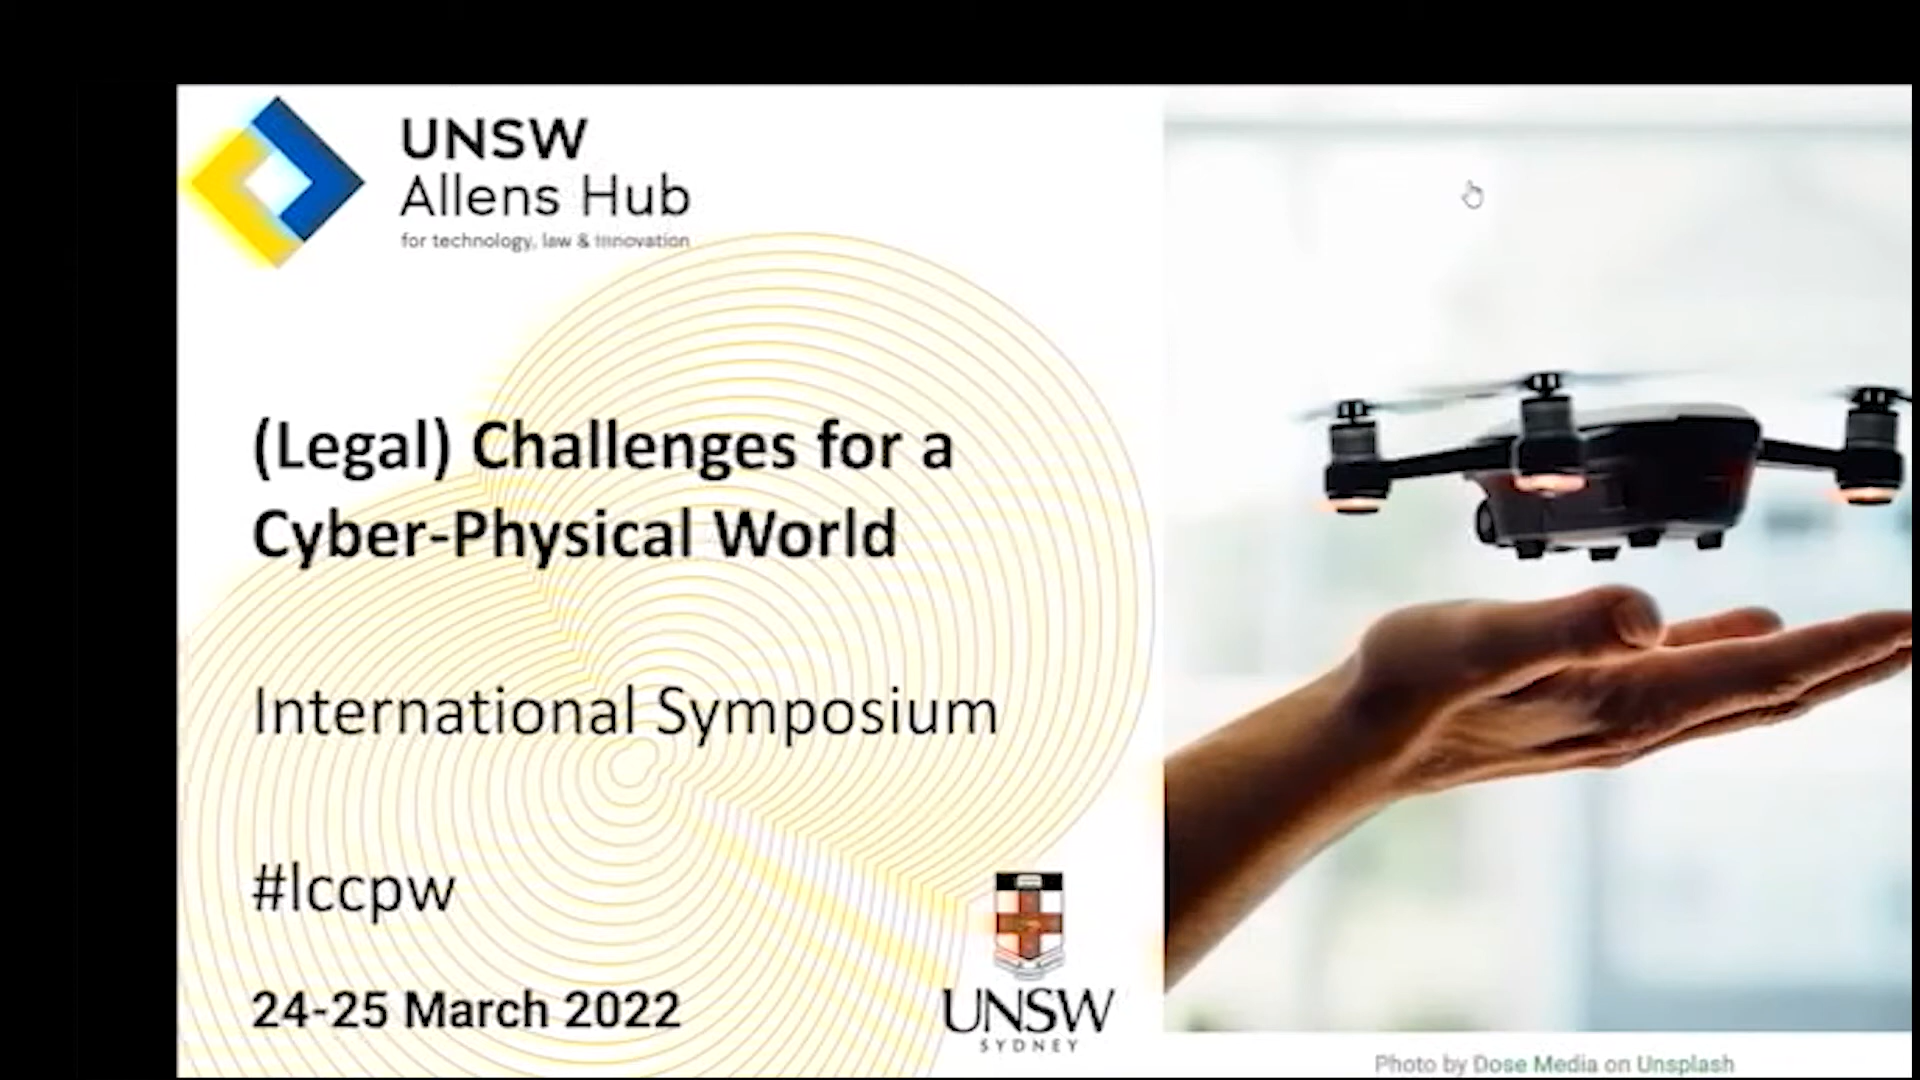 UNSW
Allens Hub
for technology, law & innovation
(Legal) Challenges for a
Cyber-Physical World
International Symposium
#lccpw
24-25 March 2022
UNSW
SYDNEY
Photo by Dose Media on Unsplash